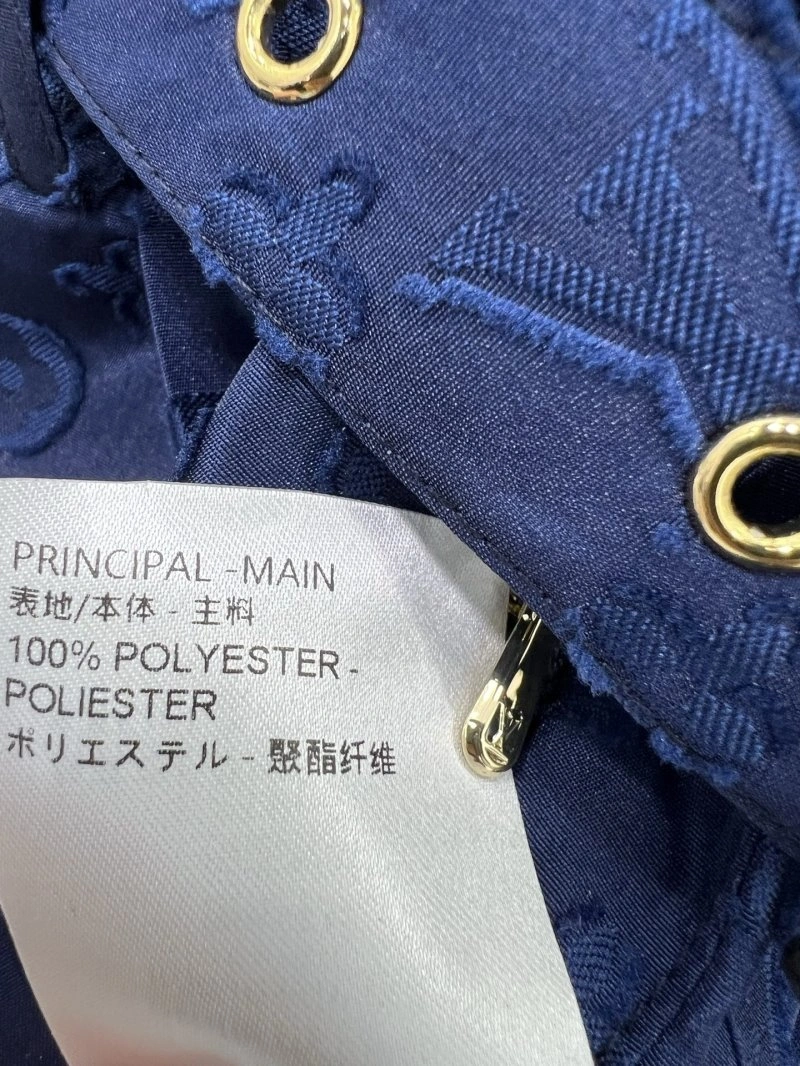 PRINCIPAL -MAIN
表地/本体 - 主料
100% POLYESTER-
POLIESTER
ポリエステル - 聚酯纤维